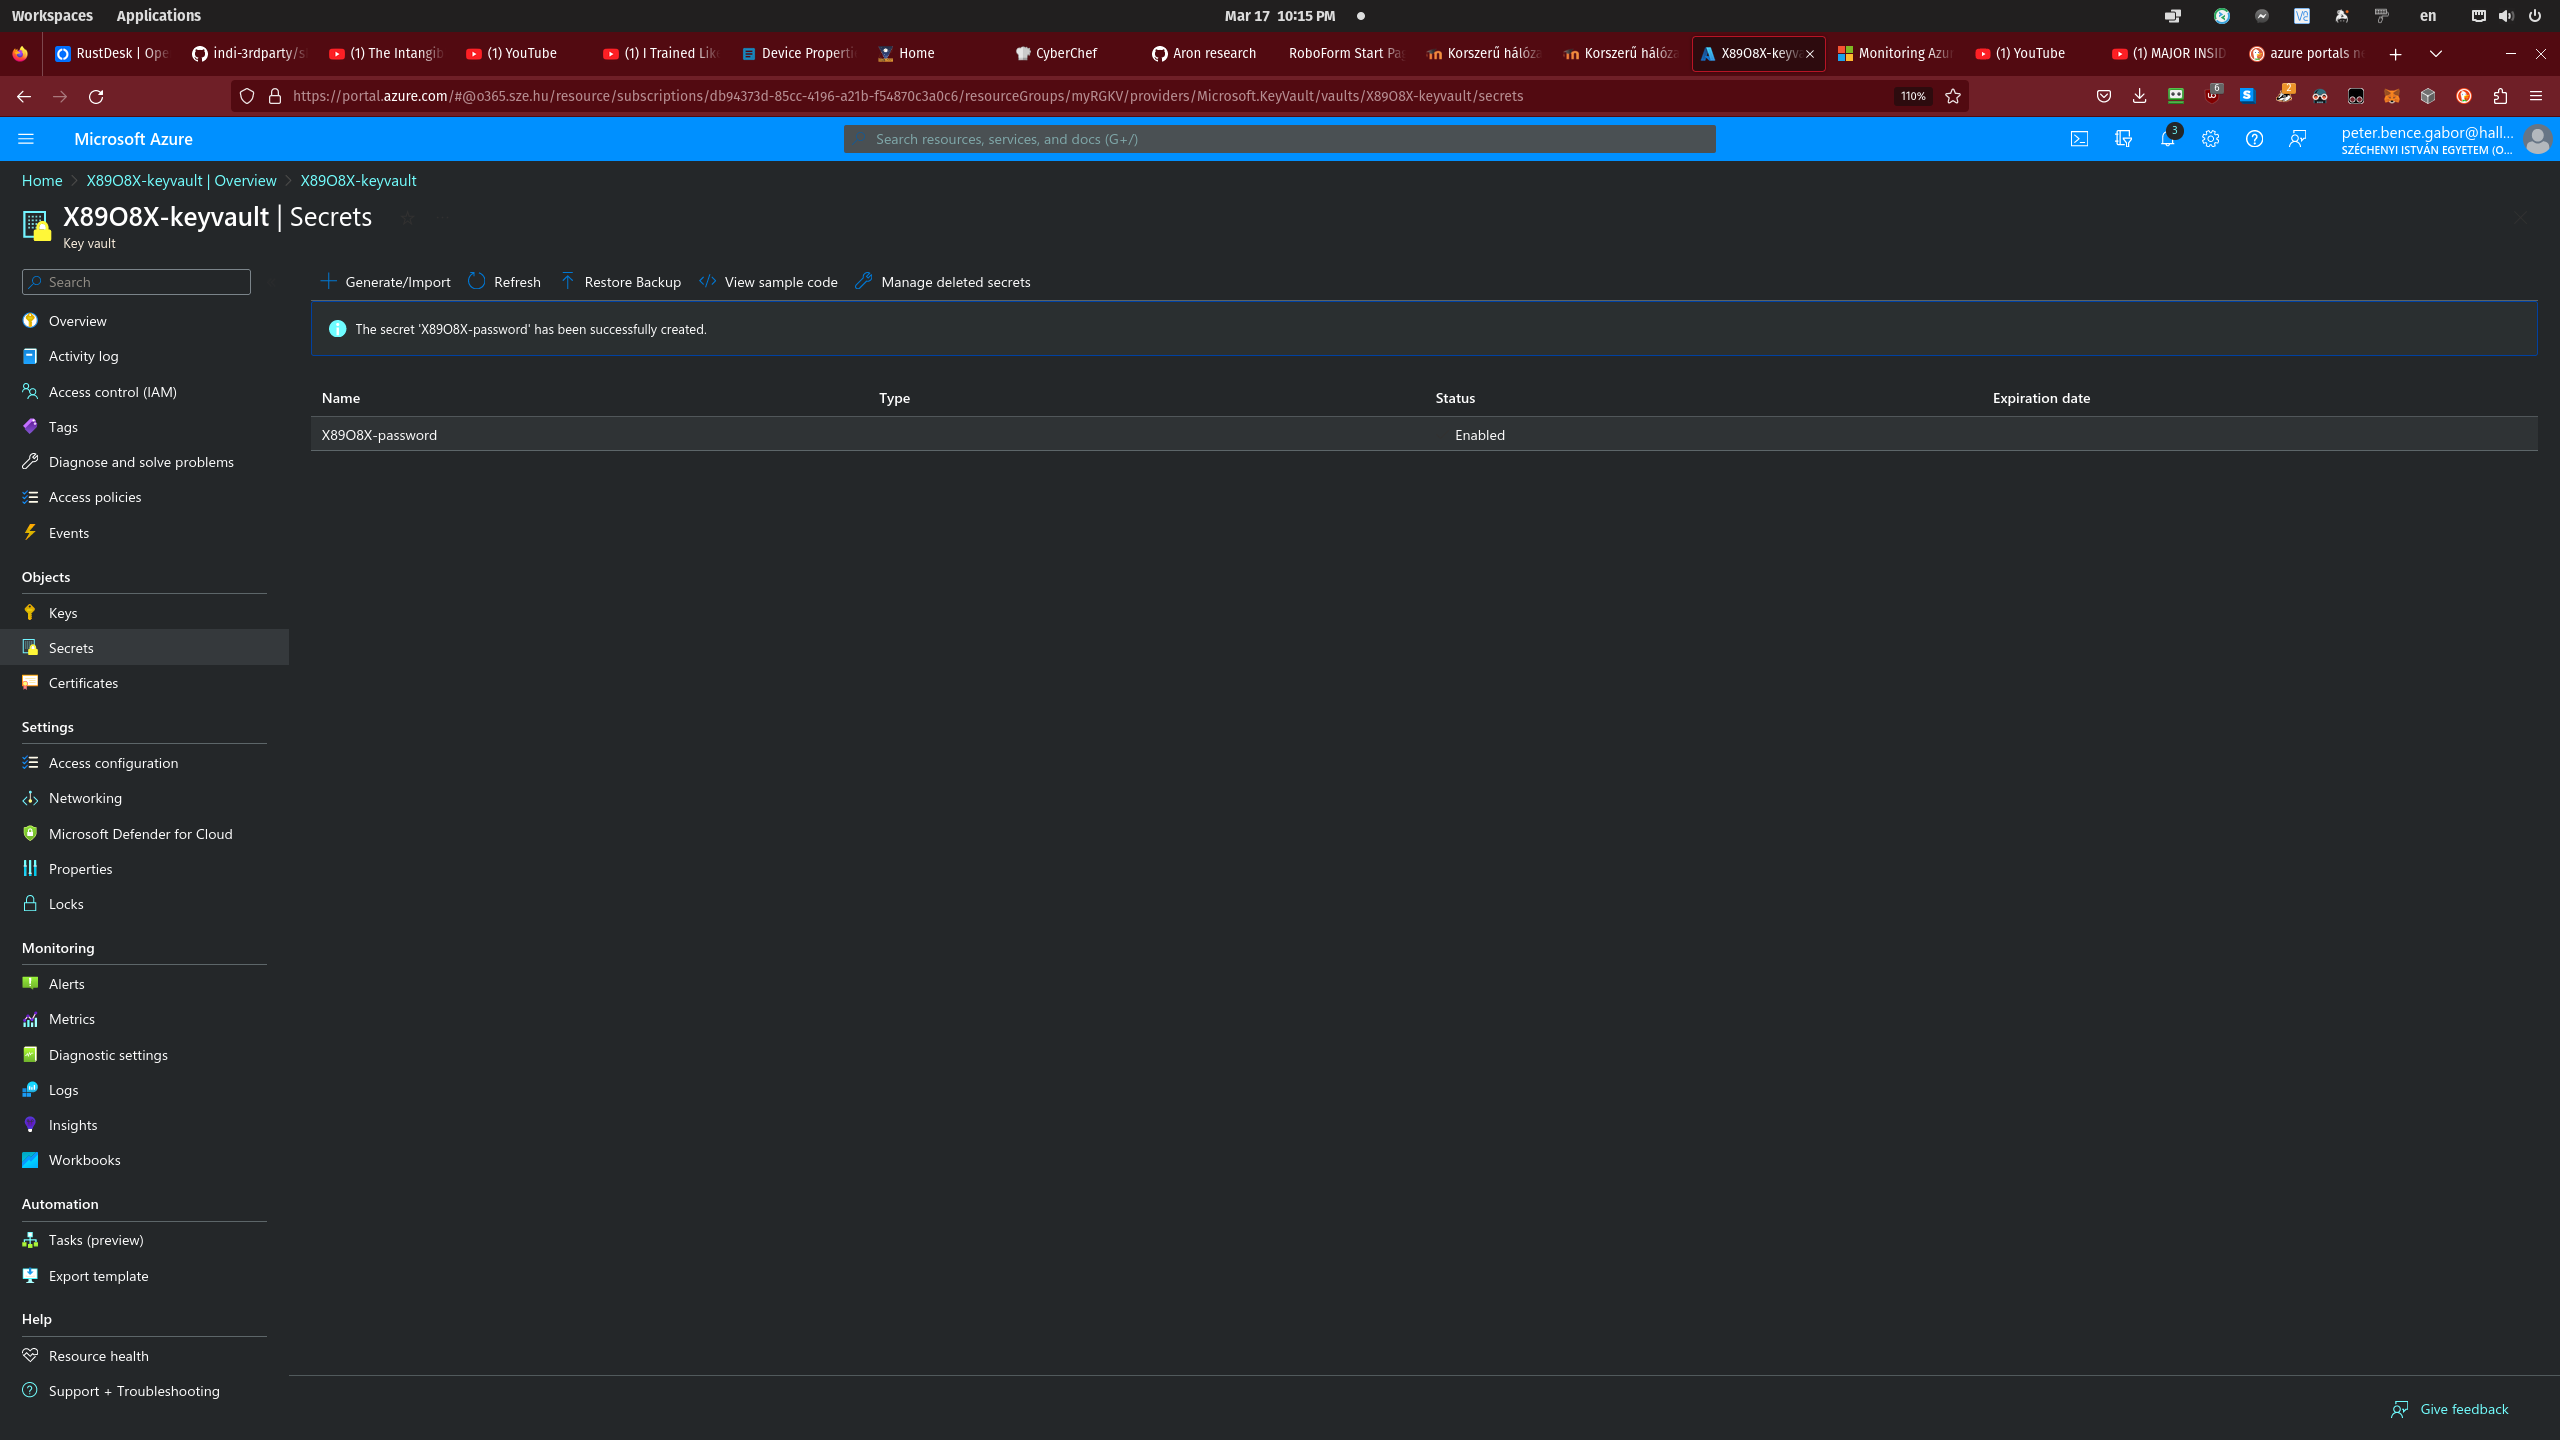 Workspaces Applications Mar 17 10:15 PM en
RustDesk | Ope indi-3rdparty/s (1) The Intangib (1) YouTube (1) I Trained Lik Device Properti Home CyberChef Aron research RoboForm Start Pag Korszerű hálóza Korszerű hálóza X89O8X-keyva Monitoring Azur (1) YouTube (1) MAJOR INSID azure portals n
https://portal.azure.com/#@o365.sze.hu/resource/subscriptions/db94373d-85cc-4196-a21b-f54870c3a0c6/resourceGroups/myRGKV/providers/Microsoft.KeyVault/vaults/X89O8X-keyvault/secrets 110% 6 2
Microsoft Azure Search resources, services, and docs (G+/) 3 peter.bence.gabor@hall...
SZÉCHENYI ISTVÁN EGYETEM (O...
Home X89O8X-keyvault | Overview X89O8X-keyvault
X89O8X-keyvault | Secrets
Key vault
Search
Generate/Import Refresh Restore Backup View sample code Manage deleted secrets
The secret 'X89O8X-password' has been successfully created.
Name Type Status Expiration date
X89O8X-password Enabled
Overview
Activity log
Access control (IAM)
Tags
Diagnose and solve problems
Access policies
Events
Objects
Keys
Secrets
Certificates
Settings
Access configuration
Networking
Microsoft Defender for Cloud
Properties
Locks
Monitoring
Alerts
Metrics
Diagnostic settings
Logs
Insights
Workbooks
Automation
Tasks (preview)
Export template
Help
Resource health
Support + Troubleshooting
Give feedback